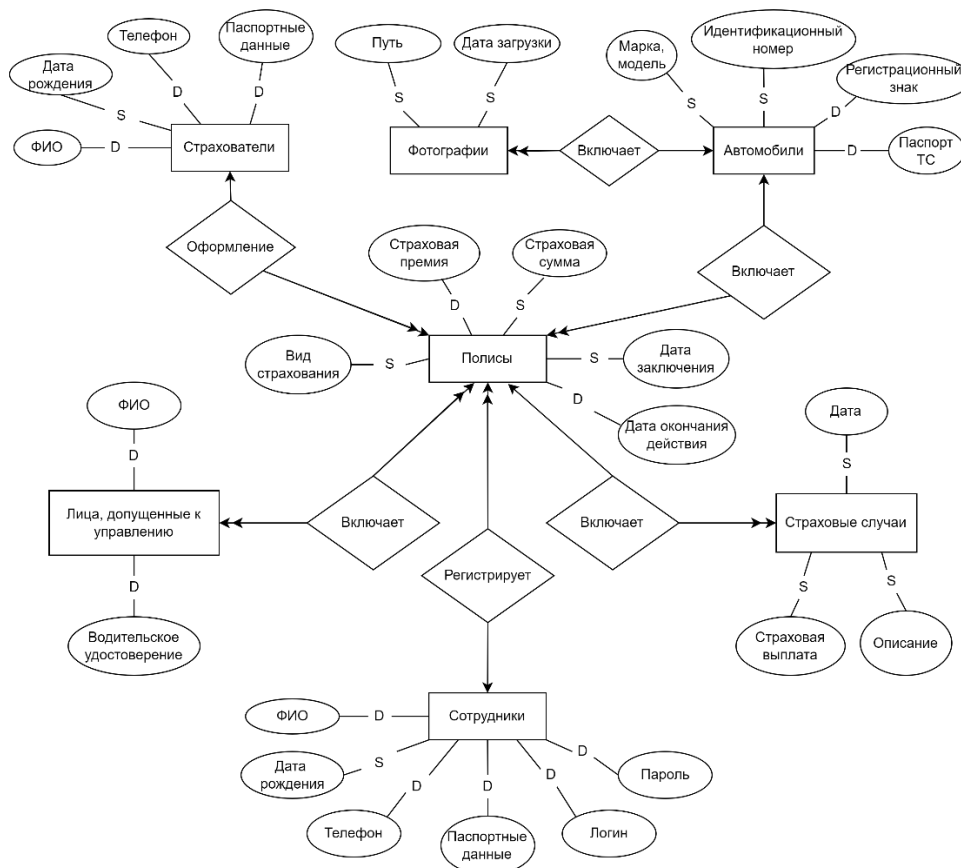 Телефон
Паспортные
данные
Дата
рождения
D
D
S
ФИО
D
Страхователи
Путь
Дата загрузки
S
S
Фотографии
Включает
Марка,
модель
Идентификационный
номер
Регистрационный
знак
S
S
D
Автомобили
D
Паспорт
ТС
Оформление
Включает
Страховая
премия
Страховая
сумма
D
S
Вид
страхования
S
Полисы
S
Дата
заключения
D
Дата окончания
действия
ФИО
D
Лица, допущенные к
управлению
D
Водительское
удостоверение
Включает
Регистрирует
Включает
Дата
S
Страховые случаи
S
S
Страховая
выплата
Описание
ФИО
D
Сотрудники
Дата
рождения
S
Телефон
D
Паспортные
данные
D
Логин
D
Пароль
D